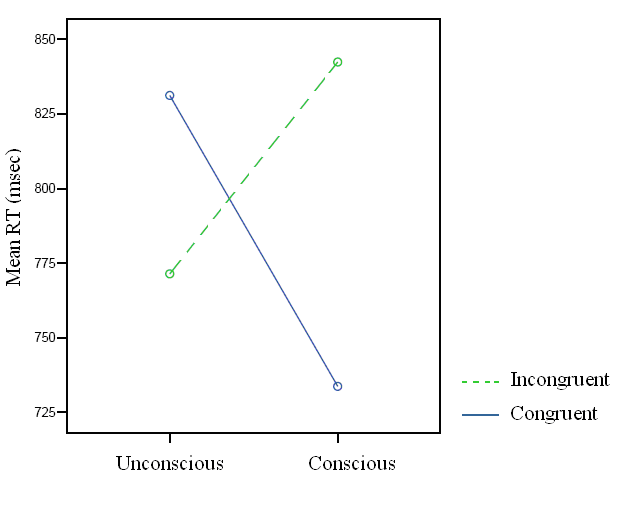 850
825
800
775
750
725
Mean RT (msec)
Unconscious
Conscious
Incongruent
Congruent